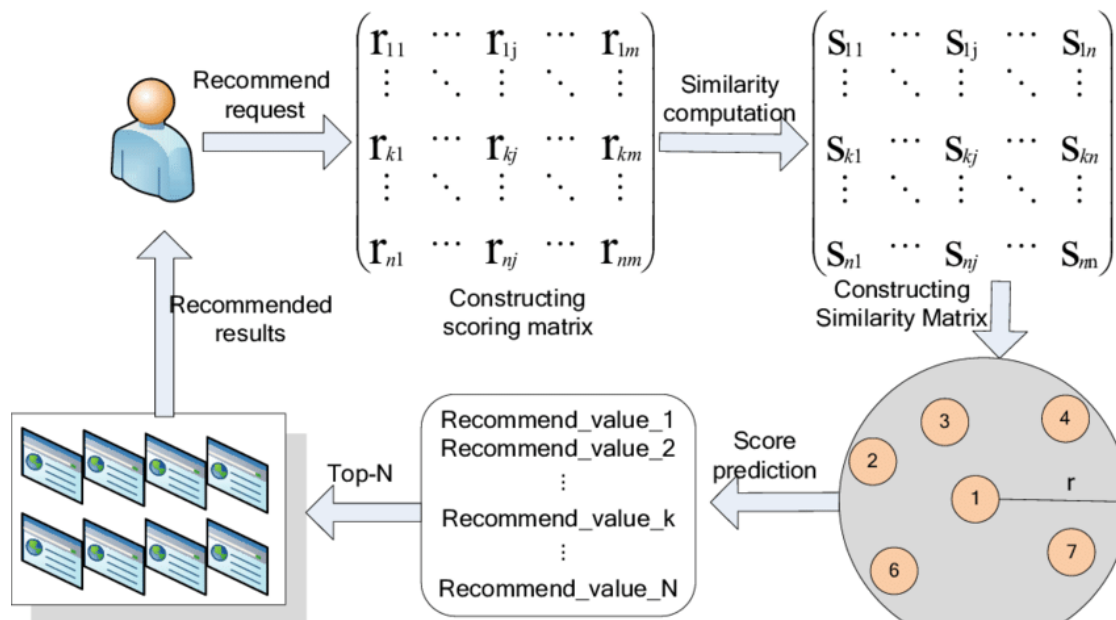 Recommend
request
r11 ⋯ r1j ⋯ r1m
⋮ ⋱ ⋮ ⋱ ⋮
rk1 ⋯ rkj ⋯ rkm
⋮ ⋱ ⋮ ⋱ ⋮
rn1 ⋯ rnj ⋯ rnm
Constructing
scoring matrix
Similarity
computation
s11 ⋯ s1j ⋯ s1n
⋮ ⋱ ⋮ ⋱ ⋮
sk1 ⋯ skj ⋯ skn
⋮ ⋱ ⋮ ⋱ ⋮
sn1 ⋯ snj ⋯ snn
Constructing
Similarity Matrix
3
4
2
1
r
7
6
Score
prediction
Recommend_value_1
Recommend_value_2
⋮
Recommend_value_k
⋮
Recommend_value_N
Top-N
Recommended
results